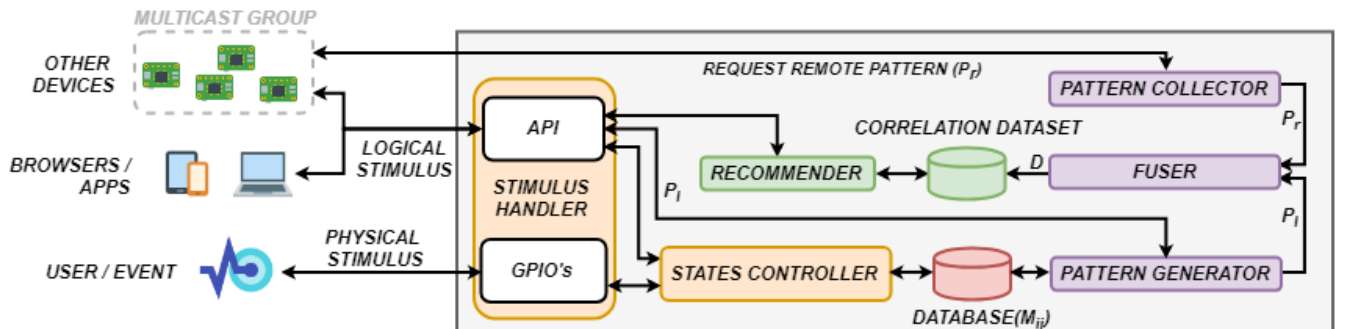 MULTICAST GROUP
OTHER
DEVICES
REQUEST REMOTE PATTERN (Pr)
PATTERN COLLECTOR
Pr
API
CORRELATION DATASET
LOGICAL
STIMULUS
BROWSERS /
APPS
STIMULUS
HANDLER
Pl
RECOMMENDER
D
FUSER
Pl
PHYSICAL
STIMULUS
USER / EVENT
GPIO's
STATES CONTROLLER
PATTERN GENERATOR
DATABASE(Mij)